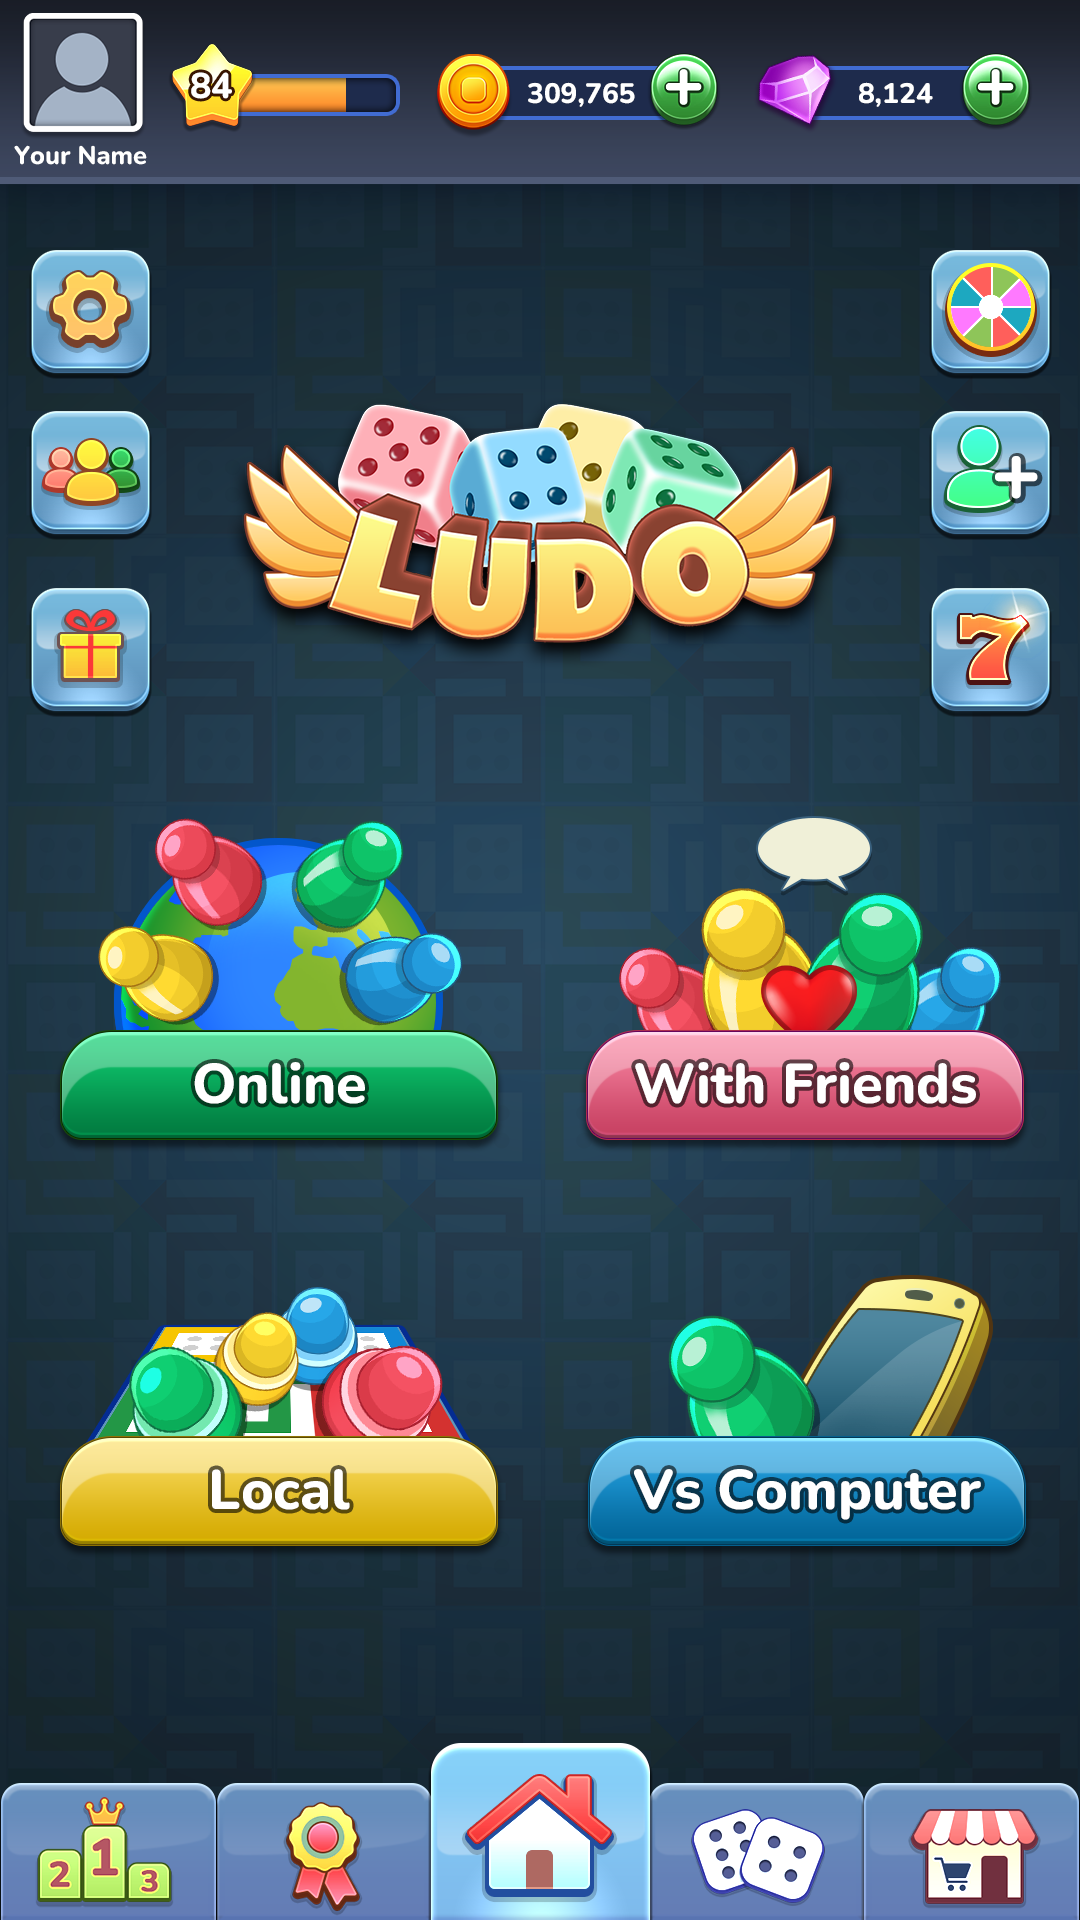 84
309,765
8,124
Your Name
7
LUDO
Online
With Friends
Local
Vs Computer
2 1 3